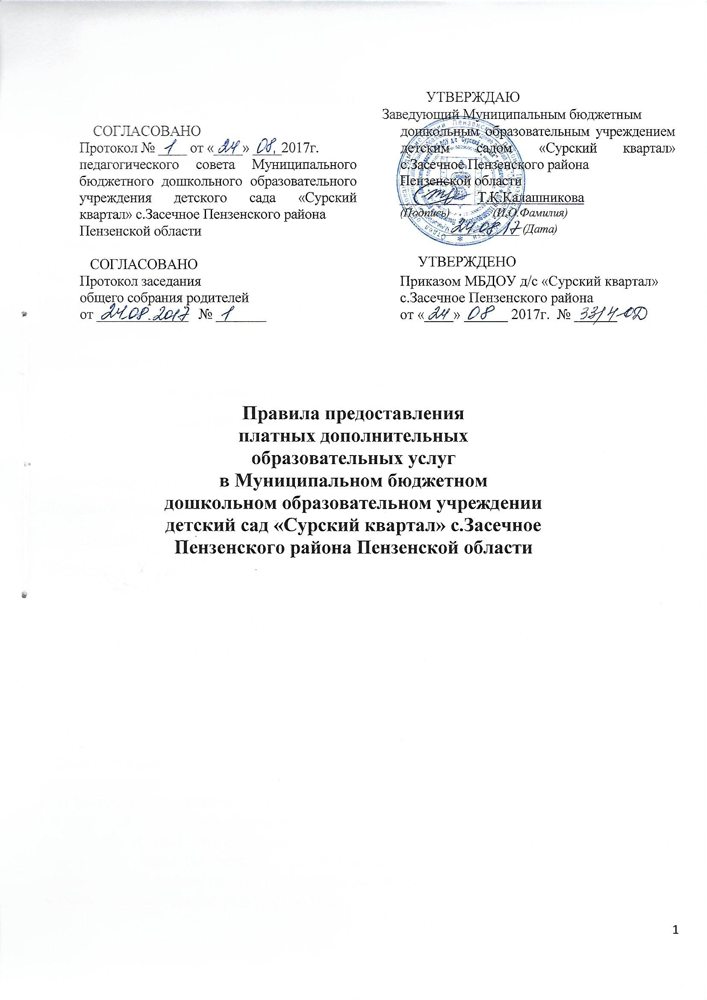 СОГЛАСОВАНО
Протокол № 1 от «24» 08. 2017г.
педагогического совета Муниципального
бюджетного дошкольного образовательного
учреждения детского сада «Сурский
квартал» с.Засечное Пензенского района
Пензенской области
УТВЕРЖДАЮ
Заведующий Муниципальным бюджетным
дошкольным образовательным учреждением
детским садом «Сурский квартал»
с.Засечное Пензенского района
Пензенской области
Т.К.Калашникова
(Подпись) (И.О.Фамилия)
24 08 17 (Дата)
СОГЛАСОВАНО
Протокол заседания
общего собрания родителей
от 24.08.2017 № 1
УТВЕРЖДЕНО
Приказом МБДОУ д/с «Сурский квартал»
с.Засечное Пензенского района
от «24» 08 2017г. № 33/4-ОД
Правила предоставления
платных дополнительных
образовательных услуг
в Муниципальном бюджетном
дошкольном образовательном учреждении
детский сад «Сурский квартал» с.Засечное
Пензенского района Пензенской области
1